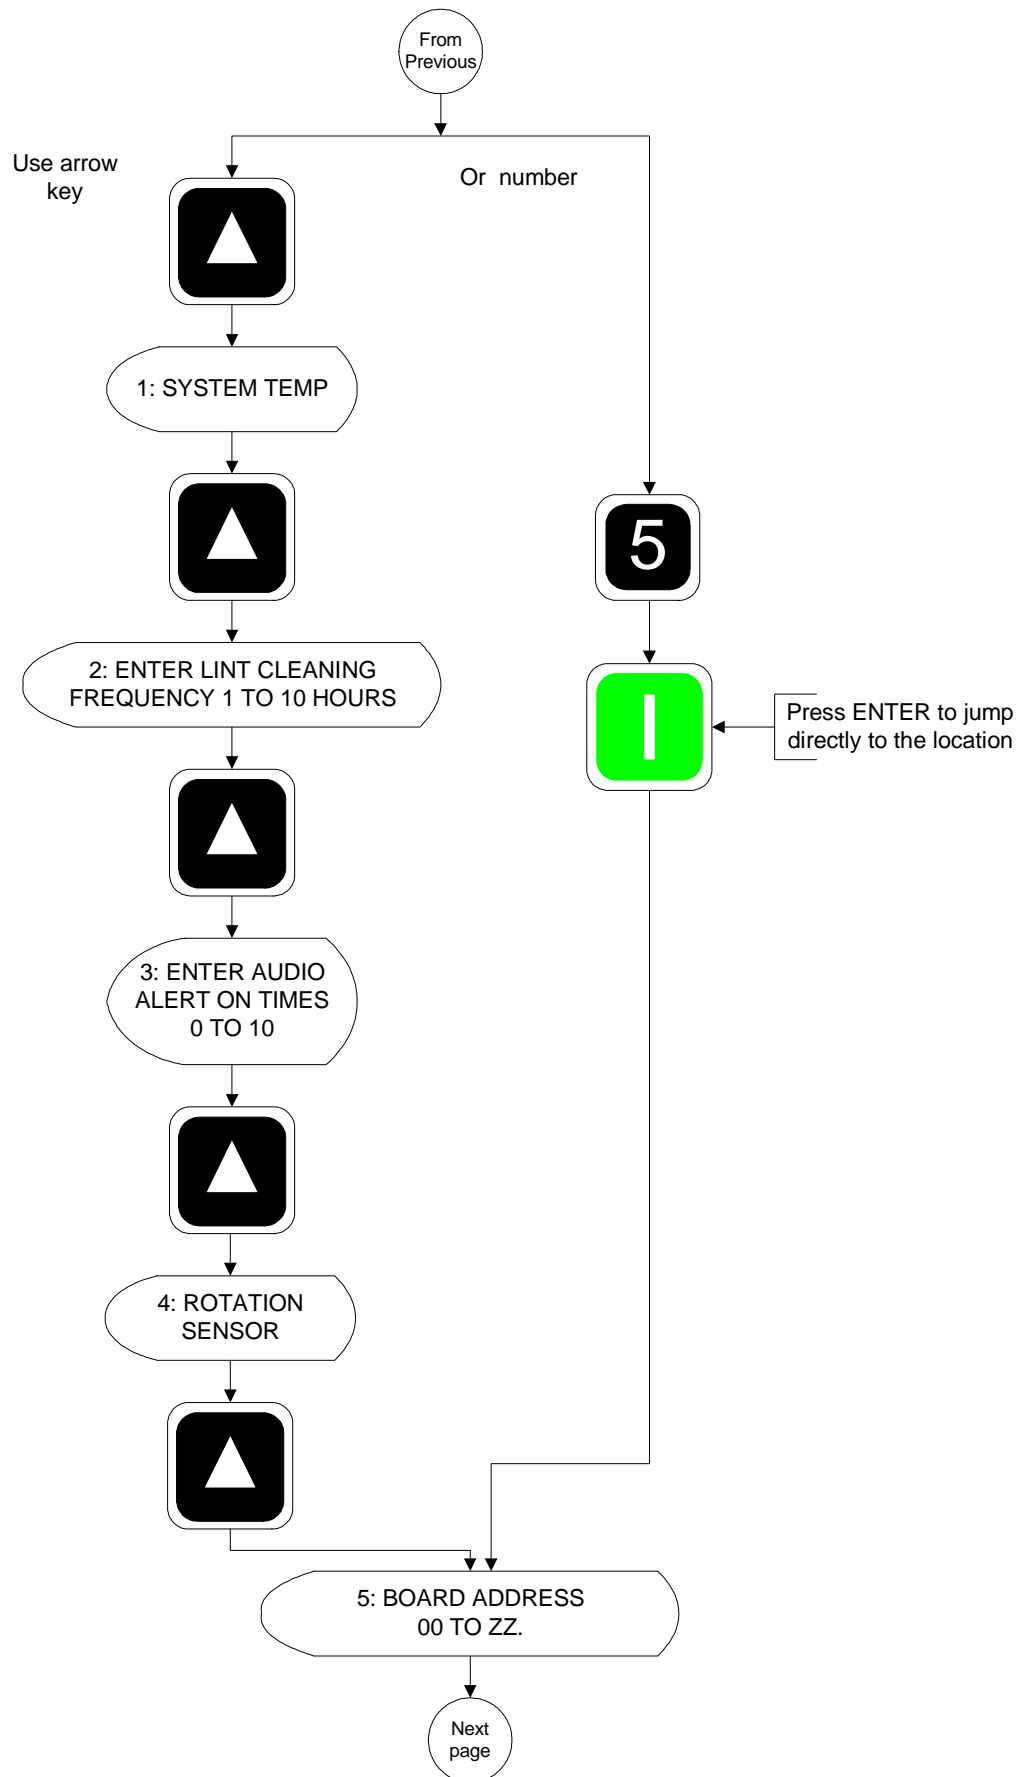 From
Previous
Use arrow
key
Or number
1: SYSTEM TEMP
5
2: ENTER LINT CLEANING
FREQUENCY 1 TO 10 HOURS
Press ENTER to jump
directly to the location
3: ENTER AUDIO
ALERT ON TIMES
0 TO 10
4: ROTATION
SENSOR
5: BOARD ADDRESS
00 TO ZZ.
Next
page